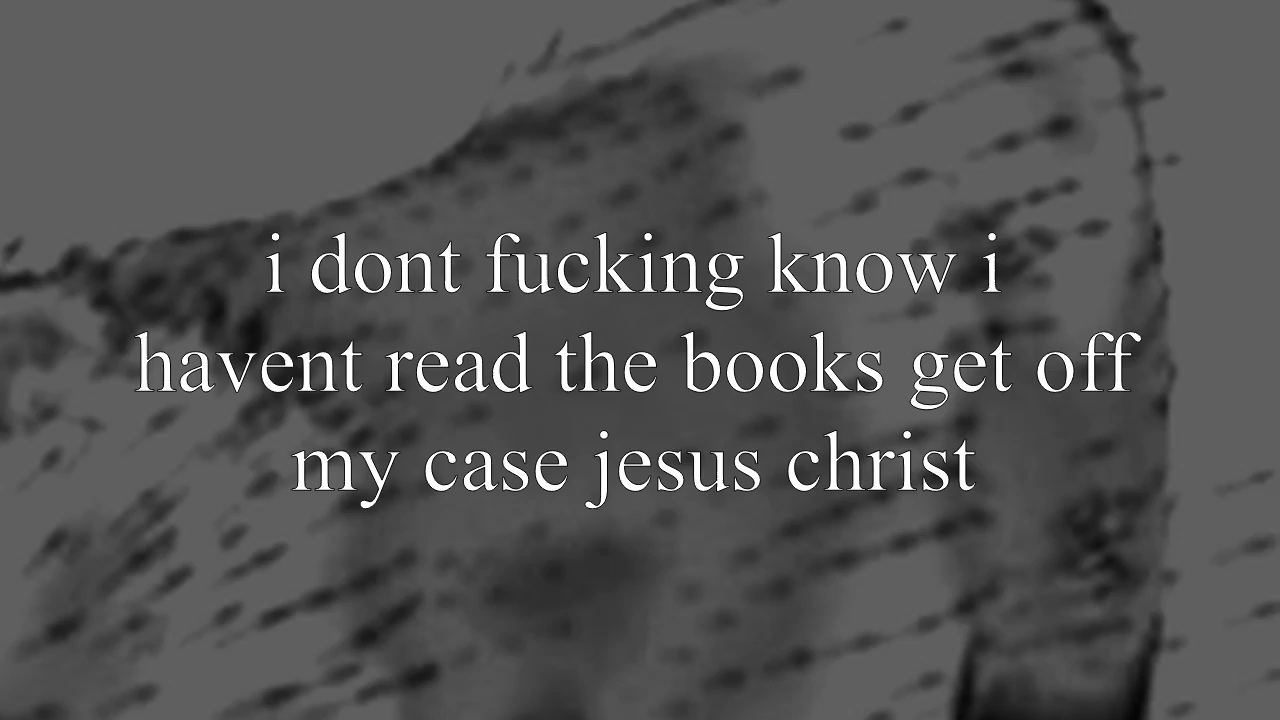 i dont fucking know i
havent read the books get off
my case jesus christ